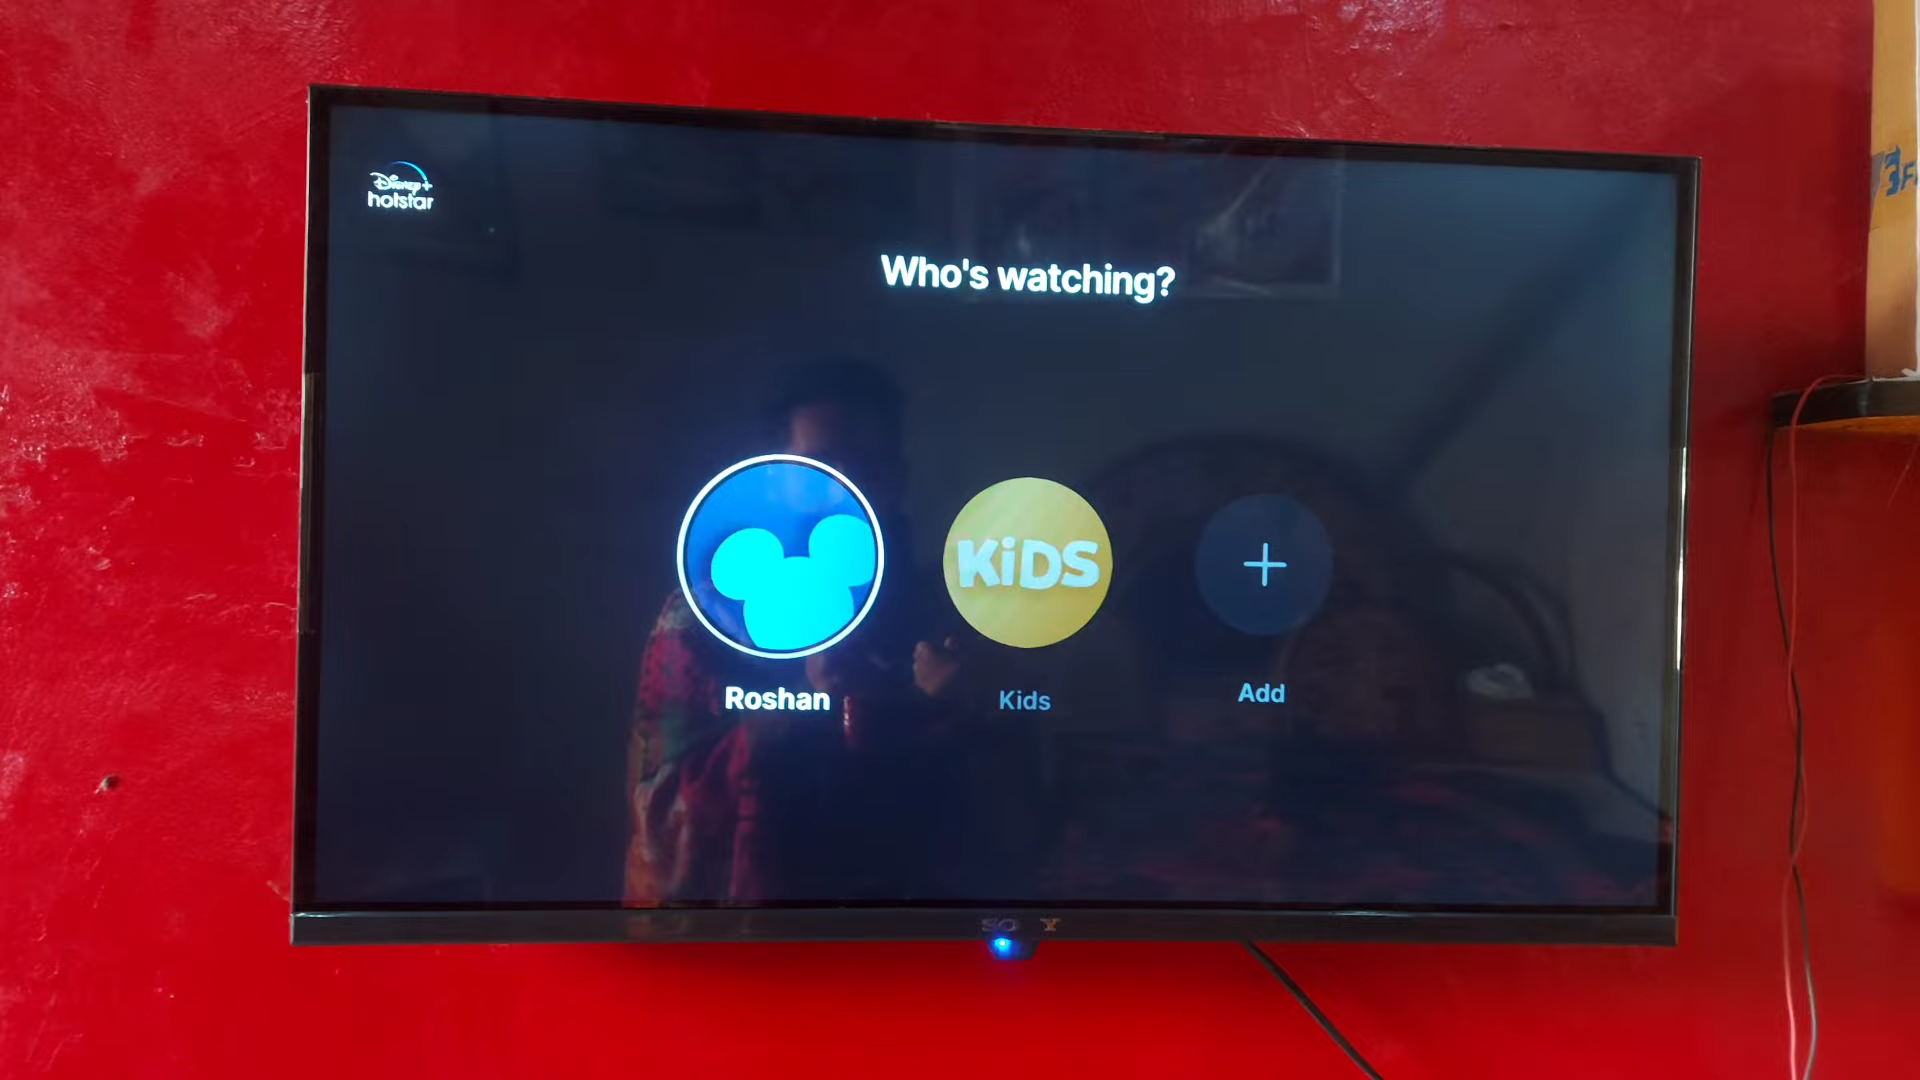 Disney+
hotstar
Who's watching?
KiDS
Roshan
Kids
Add